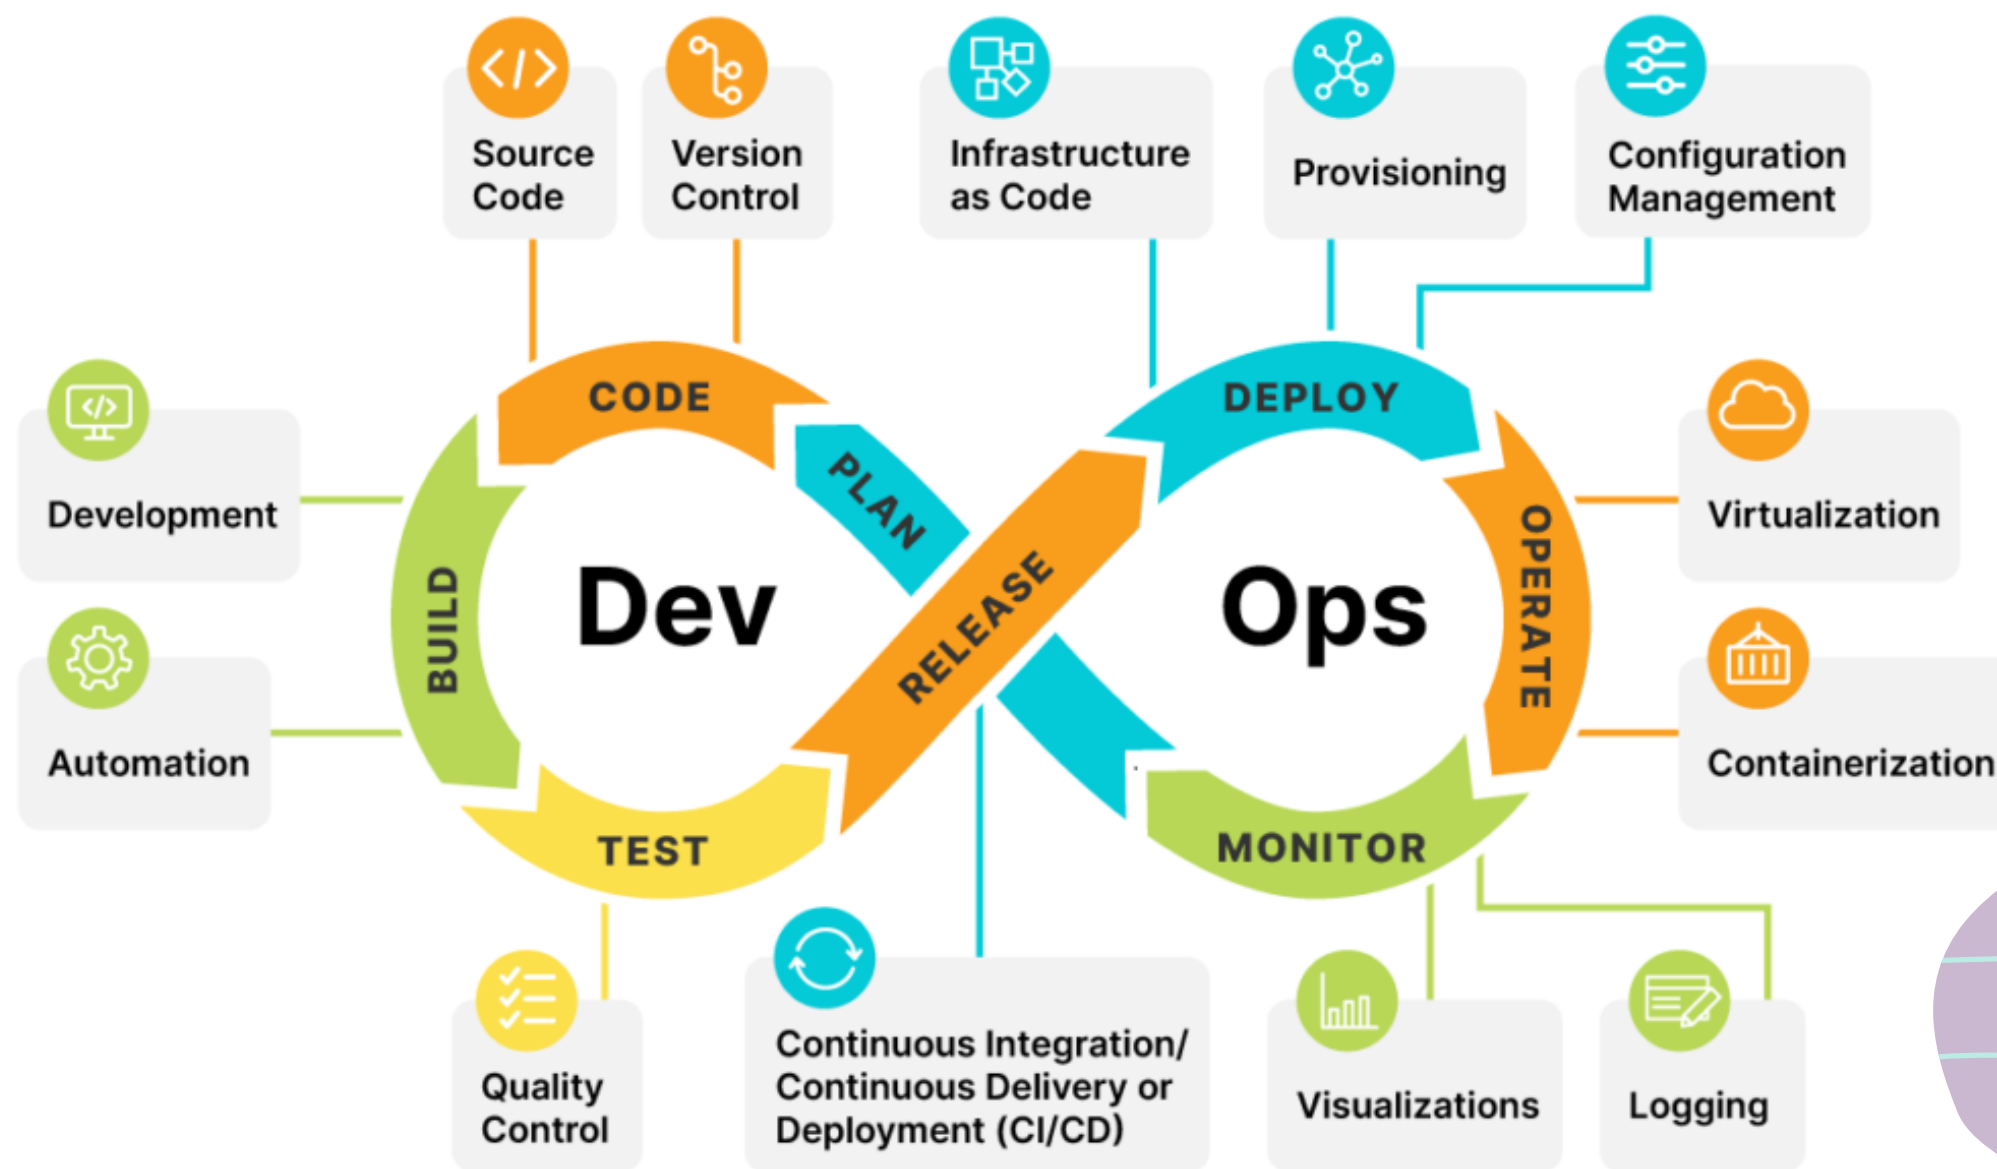 Source
Code
Version
Control
Infrastructure
as Code
Provisioning
Configuration
Management
CODE
DEPLOY
PLAN
Development
Virtualization
BUILD
Dev
RELEASE
Ops
OPERATE
Automation
Containerization
TEST
MONITOR
Quality
Control
Continuous Integration/
Continuous Delivery or
Deployment (CI/CD)
Visualizations
Logging